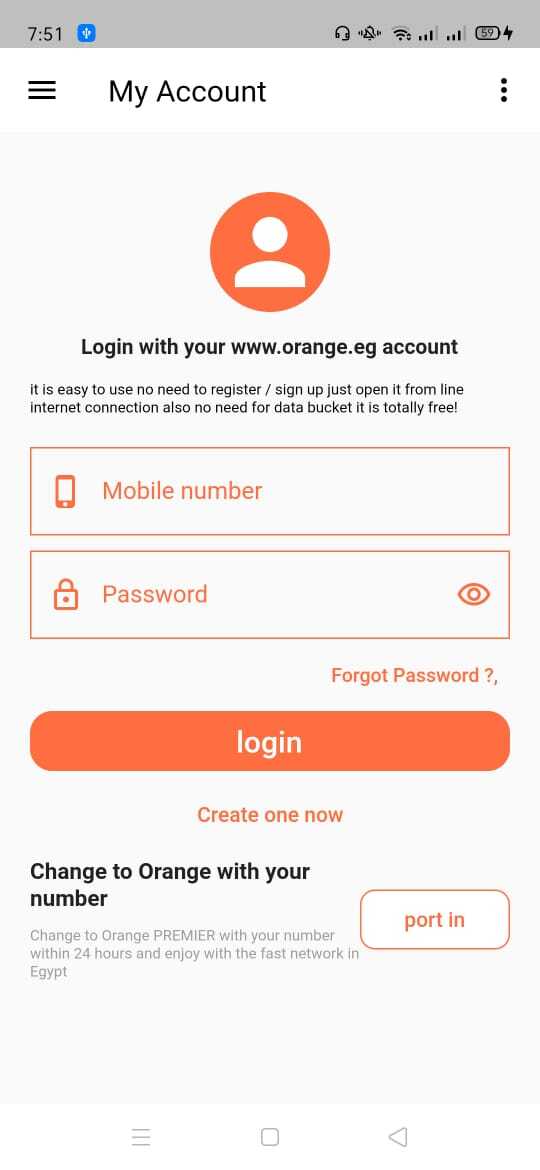 7:51
59
My Account
Login with your www.orange.eg account
it is easy to use no need to register / sign up just open it from line
internet connection also no need for data bucket it is totally free!
Mobile number
Password
Forgot Password ?,
login
Create one now
Change to Orange with your
number
port in
Change to Orange PREMIER with your number
within 24 hours and enjoy with the fast network in
Egypt